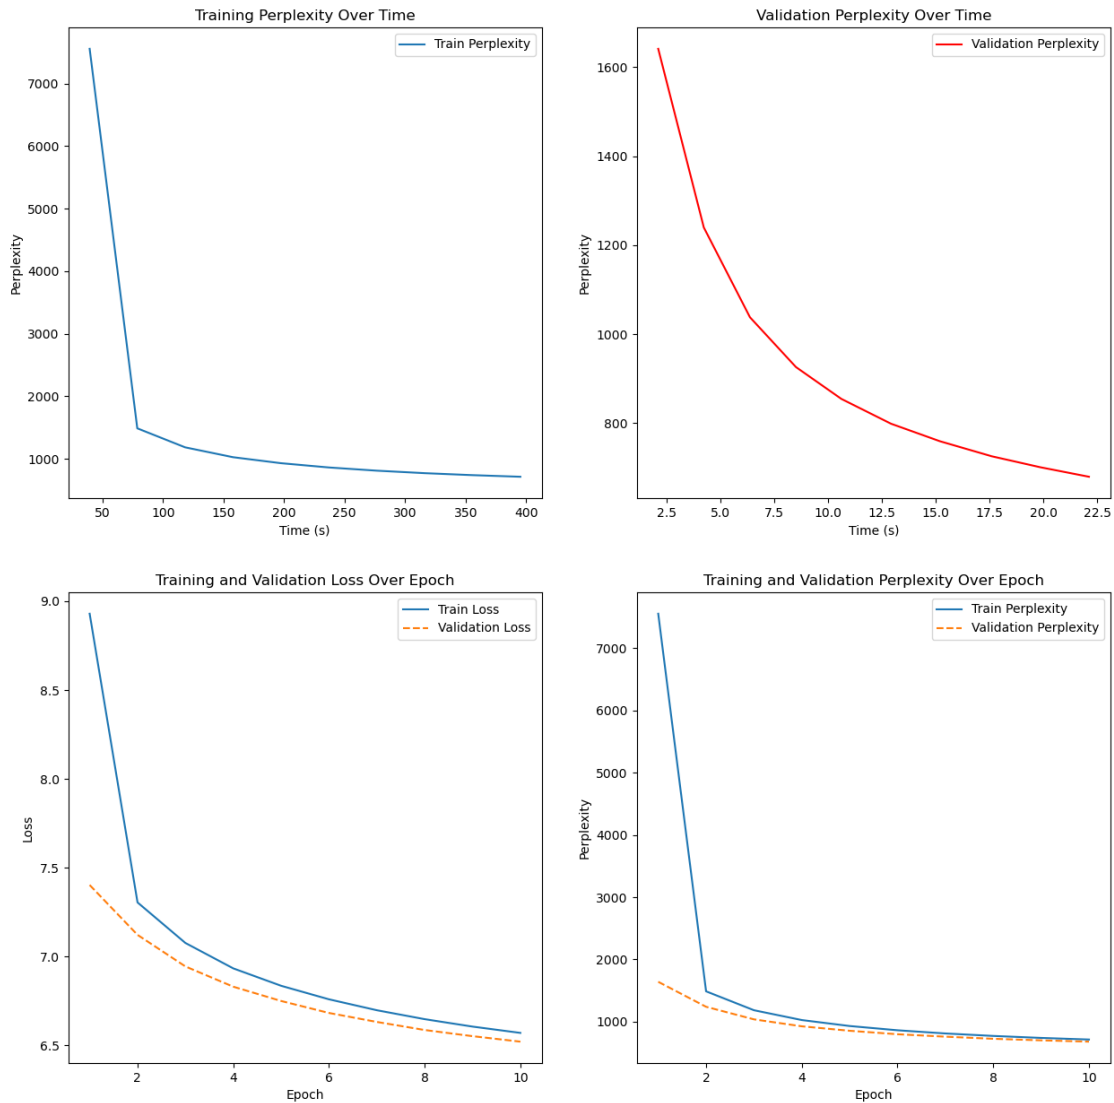 Training Perplexity Over Time
Train Perplexity
7000
6000
5000
4000
3000
2000
1000
Perplexity
50 100 150 200 250 300 350 400
Time (s)
Validation Perplexity Over Time
Validation Perplexity
1600
1400
1200
1000
800
Perplexity
2.5 5.0 7.5 10.0 12.5 15.0 17.5 20.0 22.5
Time (s)
Training and Validation Loss Over Epoch
Train Loss
Validation Loss
9.0
8.5
8.0
7.5
7.0
6.5
Loss
2 4 6 8 10
Epoch
Training and Validation Perplexity Over Epoch
Train Perplexity
Validation Perplexity
7000
6000
5000
4000
3000
2000
1000
Perplexity
2 4 6 8 10
Epoch